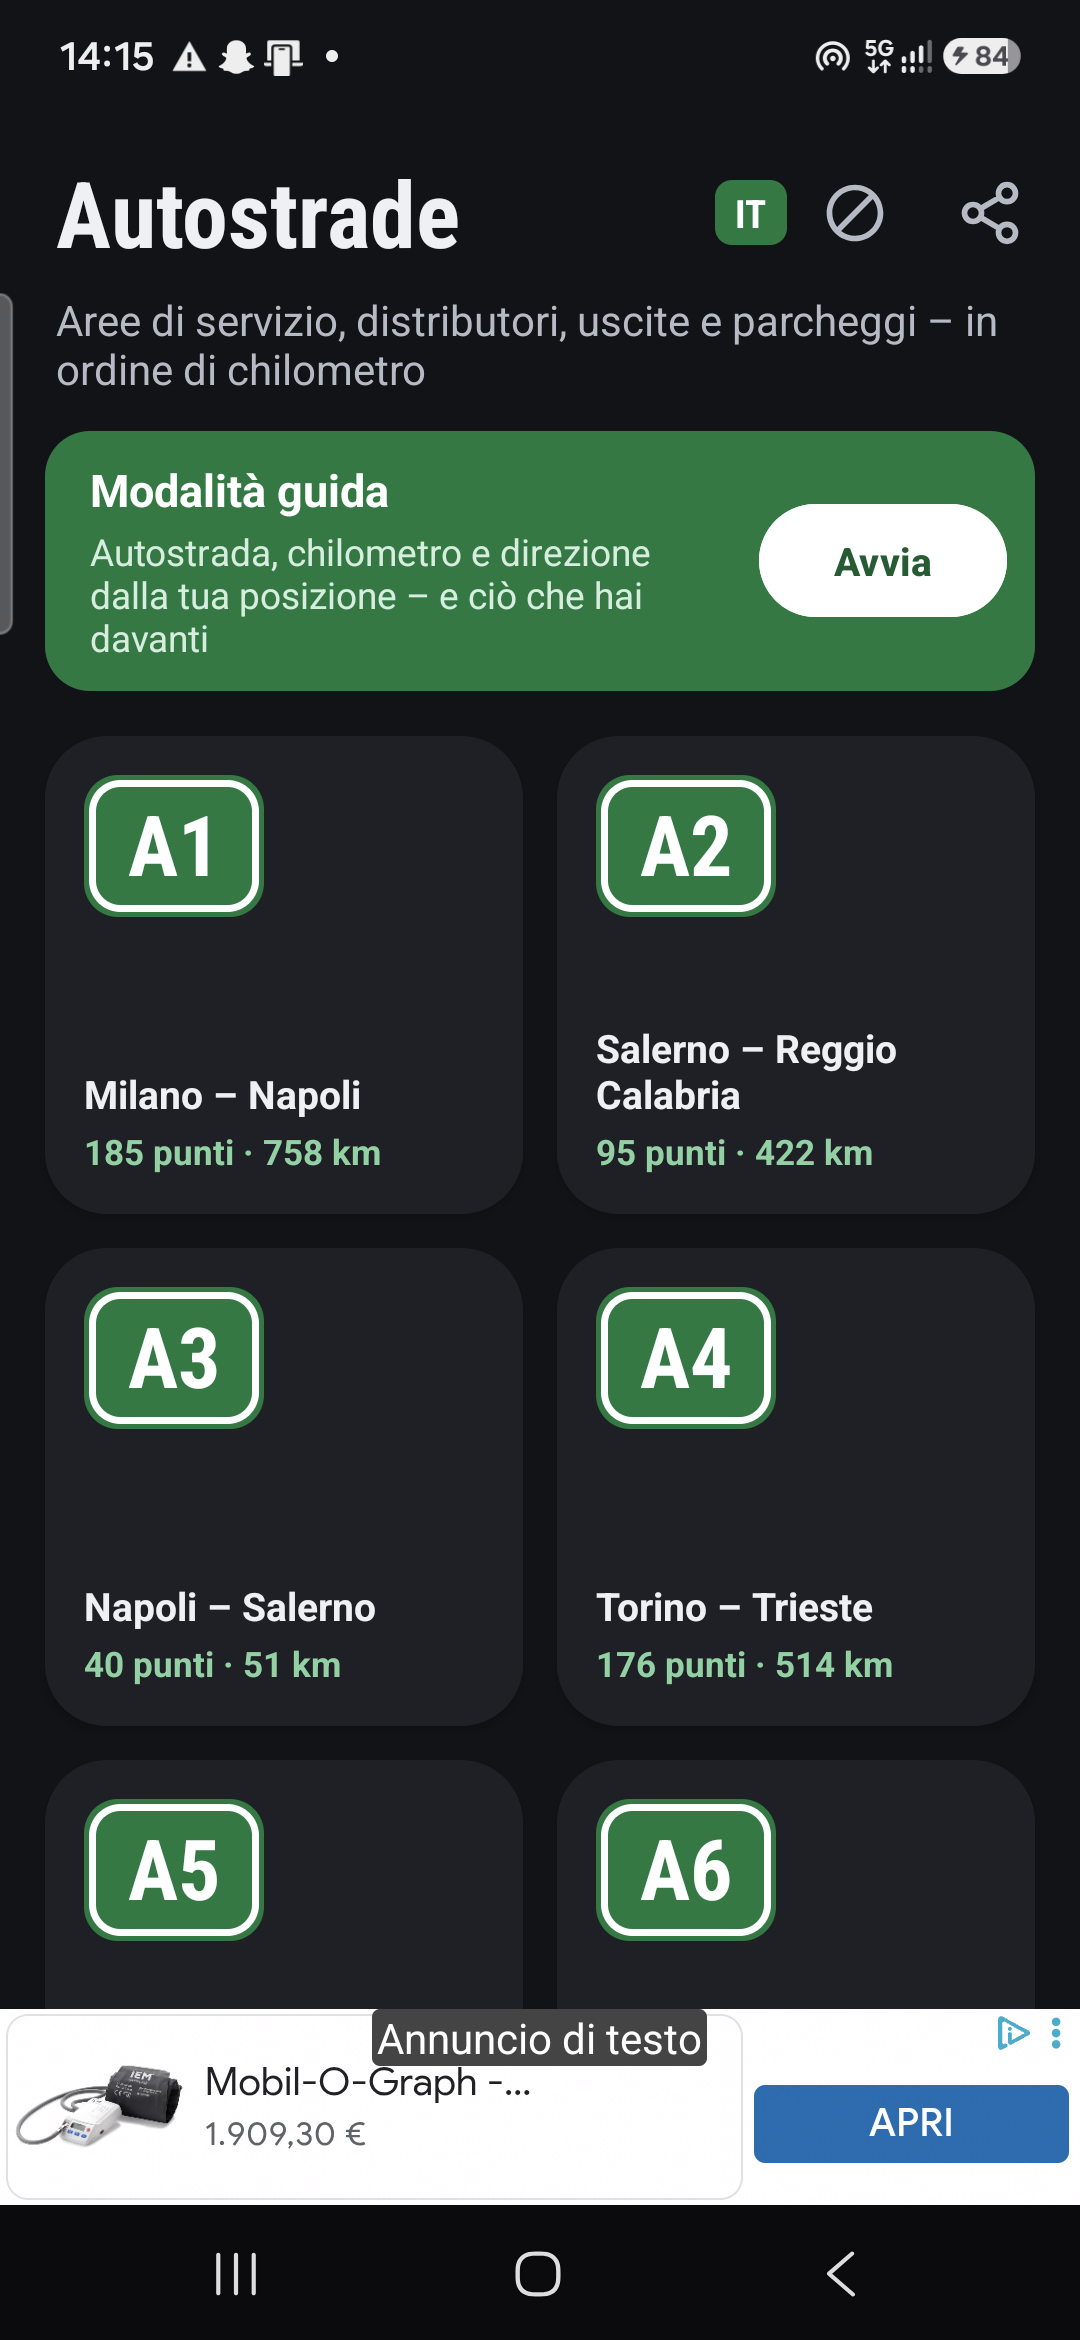 14:15
5G
84
Autostrade
IT
Aree di servizio, distributori, uscite e parcheggi – in
ordine di chilometro
Modalità guida
Autostrada, chilometro e direzione
dalla tua posizione – e ciò che hai
davanti
Avvia
A1
Milano – Napoli
185 punti · 758 km
A2
Salerno – Reggio
Calabria
95 punti · 422 km
A3
Napoli – Salerno
40 punti · 51 km
A4
Torino – Trieste
176 punti · 514 km
A5
A6
Annuncio di testo
IEM
Mobil-O-Graph -...
1.909,30 €
APRI